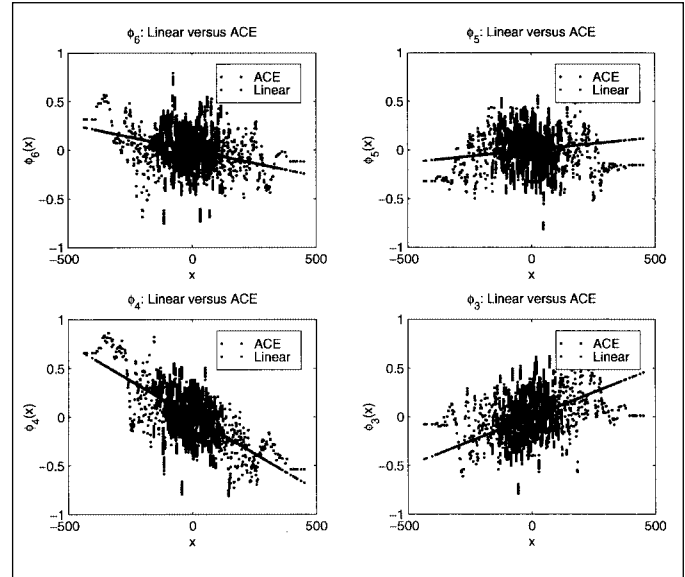 ϕ6: Linear versus ACE
1
0.5
0
−0.5
−1
−500
0
500
x
ϕ6(x)
ACE
Linear
ϕ5: Linear versus ACE
1
0.5
0
−0.5
−1
−500
0
500
x
ϕ5(x)
ACE
Linear
ϕ4: Linear versus ACE
1
0.5
0
−0.5
−1
−500
0
500
x
ϕ4(x)
ACE
Linear
ϕ3: Linear versus ACE
1
0.5
0
−0.5
−1
−500
0
500
x
ϕ3(x)
ACE
Linear